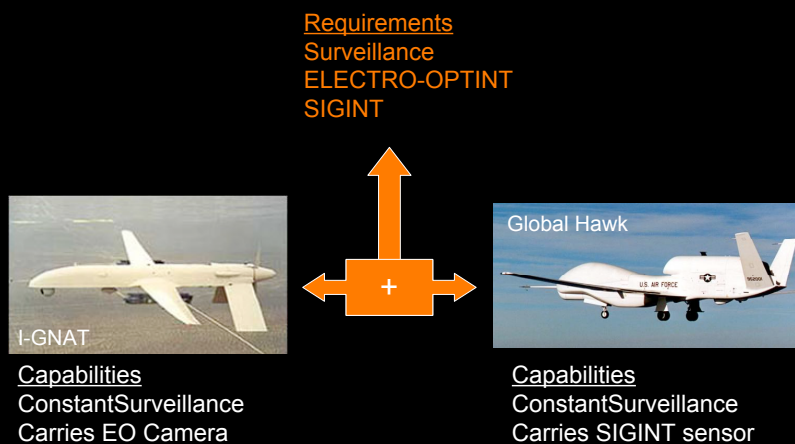 Requirements
Surveillance
ELECTRO-OPTINT
SIGINT
Global Hawk
U.S. AIR FORCE
+
I-GNAT
Capabilities
ConstantSurveillance
Carries EO Camera
Capabilities
ConstantSurveillance
Carries SIGINT sensor